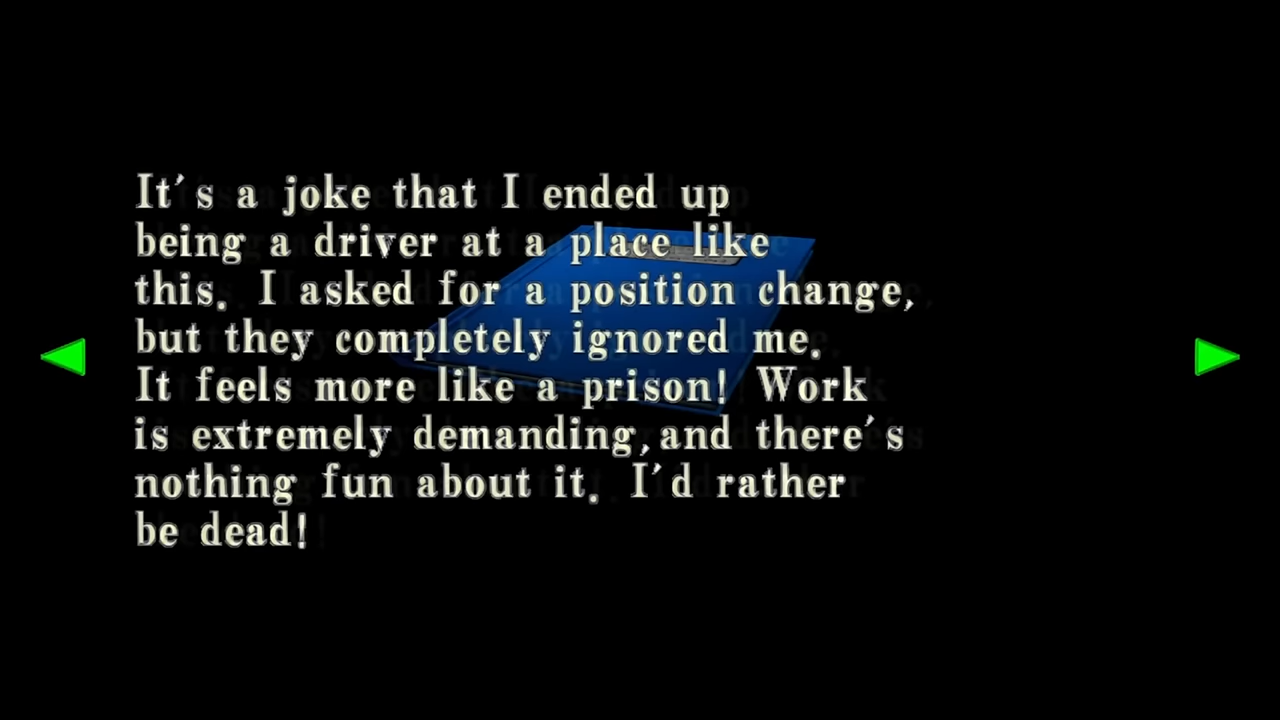 It's a joke that I ended up
being a driver at a place like
this. I asked for a position change,
but they completely ignored me.
It feels more like a prison! Work
is extremely demanding,and there's
nothing fun about it. I'd rather
be dead!